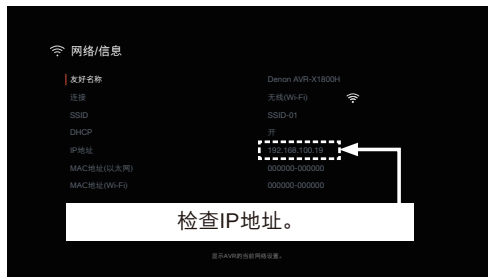 网络/信息
友好名称 Denon AVR-X1800H
连接 无线(Wi-Fi)
SSID SSID-01
DHCP 开
IP地址 192.168.100.19
MAC地址(以太网) 000000-000000
MAC地址(Wi-Fi) 000000-000000
检查IP地址。
显示AVR的当前网络设置。